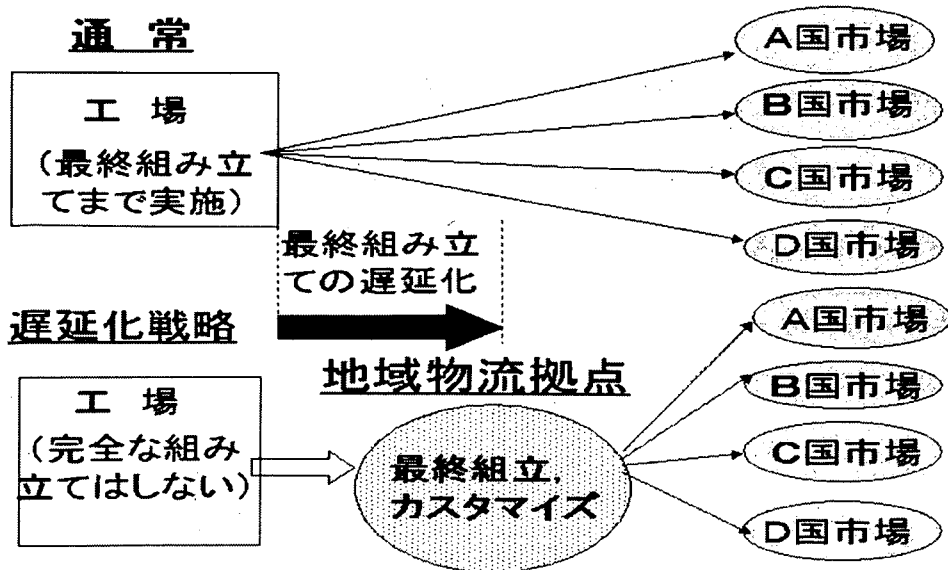 通 常
工 場
(最終組み立
てまで実施)
A国市場
B国市場
C国市場
D国市場
最終組み立
ての遅延化
遅延化戦略
地域物流拠点
工 場
(完全な組み
立てはしない)
最終組立,
カスタマイズ
A国市場
B国市場
C国市場
D国市場